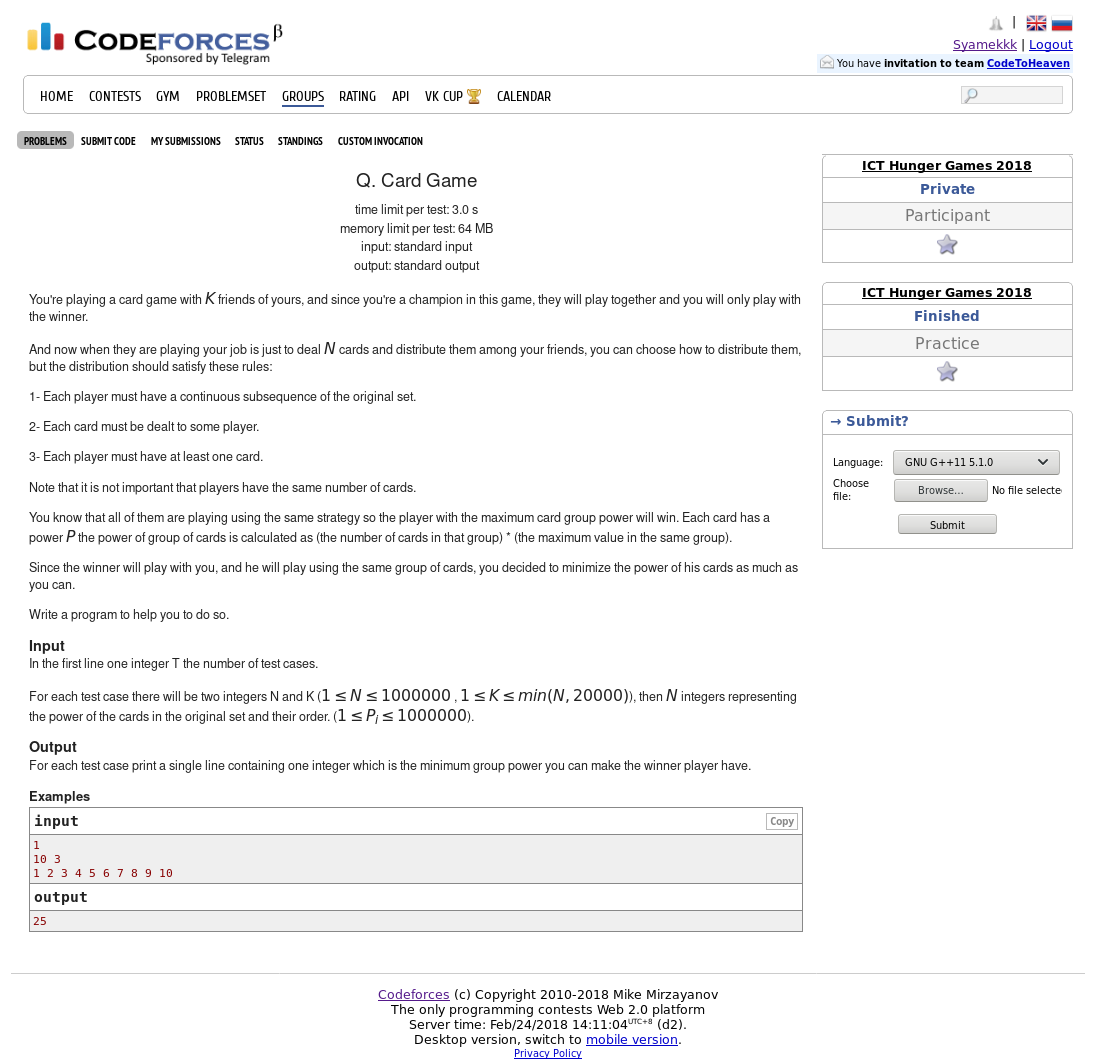 CODEFORCES β
Sponsored by Telegram
|
Syamekkk | Logout
You have invitation to team CodeToHeaven
HOME CONTESTS GYM PROBLEMSET GROUPS RATING API VK CUP CALENDAR
PROBLEMS SUBMIT CODE MY SUBMISSIONS STATUS STANDINGS CUSTOM INVOCATION
Q. Card Game
time limit per test: 3.0 s
memory limit per test: 64 MB
input: standard input
output: standard output
You're playing a card game with K friends of yours, and since you're a champion in this game, they will play together and you will only play with
the winner.
And now when they are playing your job is just to deal N cards and distribute them among your friends, you can choose how to distribute them,
but the distribution should satisfy these rules:
1- Each player must have a continuous subsequence of the original set.
2- Each card must be dealt to some player.
3- Each player must have at least one card.
Note that it is not important that players have the same number of cards.
You know that all of them are playing using the same strategy so the player with the maximum card group power will win. Each card has a
power P the power of group of cards is calculated as (the number of cards in that group) * (the maximum value in the same group).
Since the winner will play with you, and he will play using the same group of cards, you decided to minimize the power of his cards as much as
you can.
Write a program to help you to do so.
Input
In the first line one integer T the number of test cases.
For each test case there will be two integers N and K (1 ≤ N ≤ 1000000 , 1 ≤ K ≤ min(N, 20000)), then N integers representing
the power of the cards in the original set and their order. (1 ≤ Pi ≤ 1000000).
Output
For each test case print a single line containing one integer which is the minimum group power you can make the winner player have.
Examples
input
Copy
1
10 3
1 2 3 4 5 6 7 8 9 10
output
25
ICT Hunger Games 2018
Private
Participant
ICT Hunger Games 2018
Finished
Practice
→ Submit?
Language: GNU G++11 5.1.0
Choose
file: Browse... No file selecte
Submit
Codeforces (c) Copyright 2010-2018 Mike Mirzayanov
The only programming contests Web 2.0 platform
Server time: Feb/24/2018 14:11:04 UTC+8 (d2).
Desktop version, switch to mobile version.
Privacy Policy